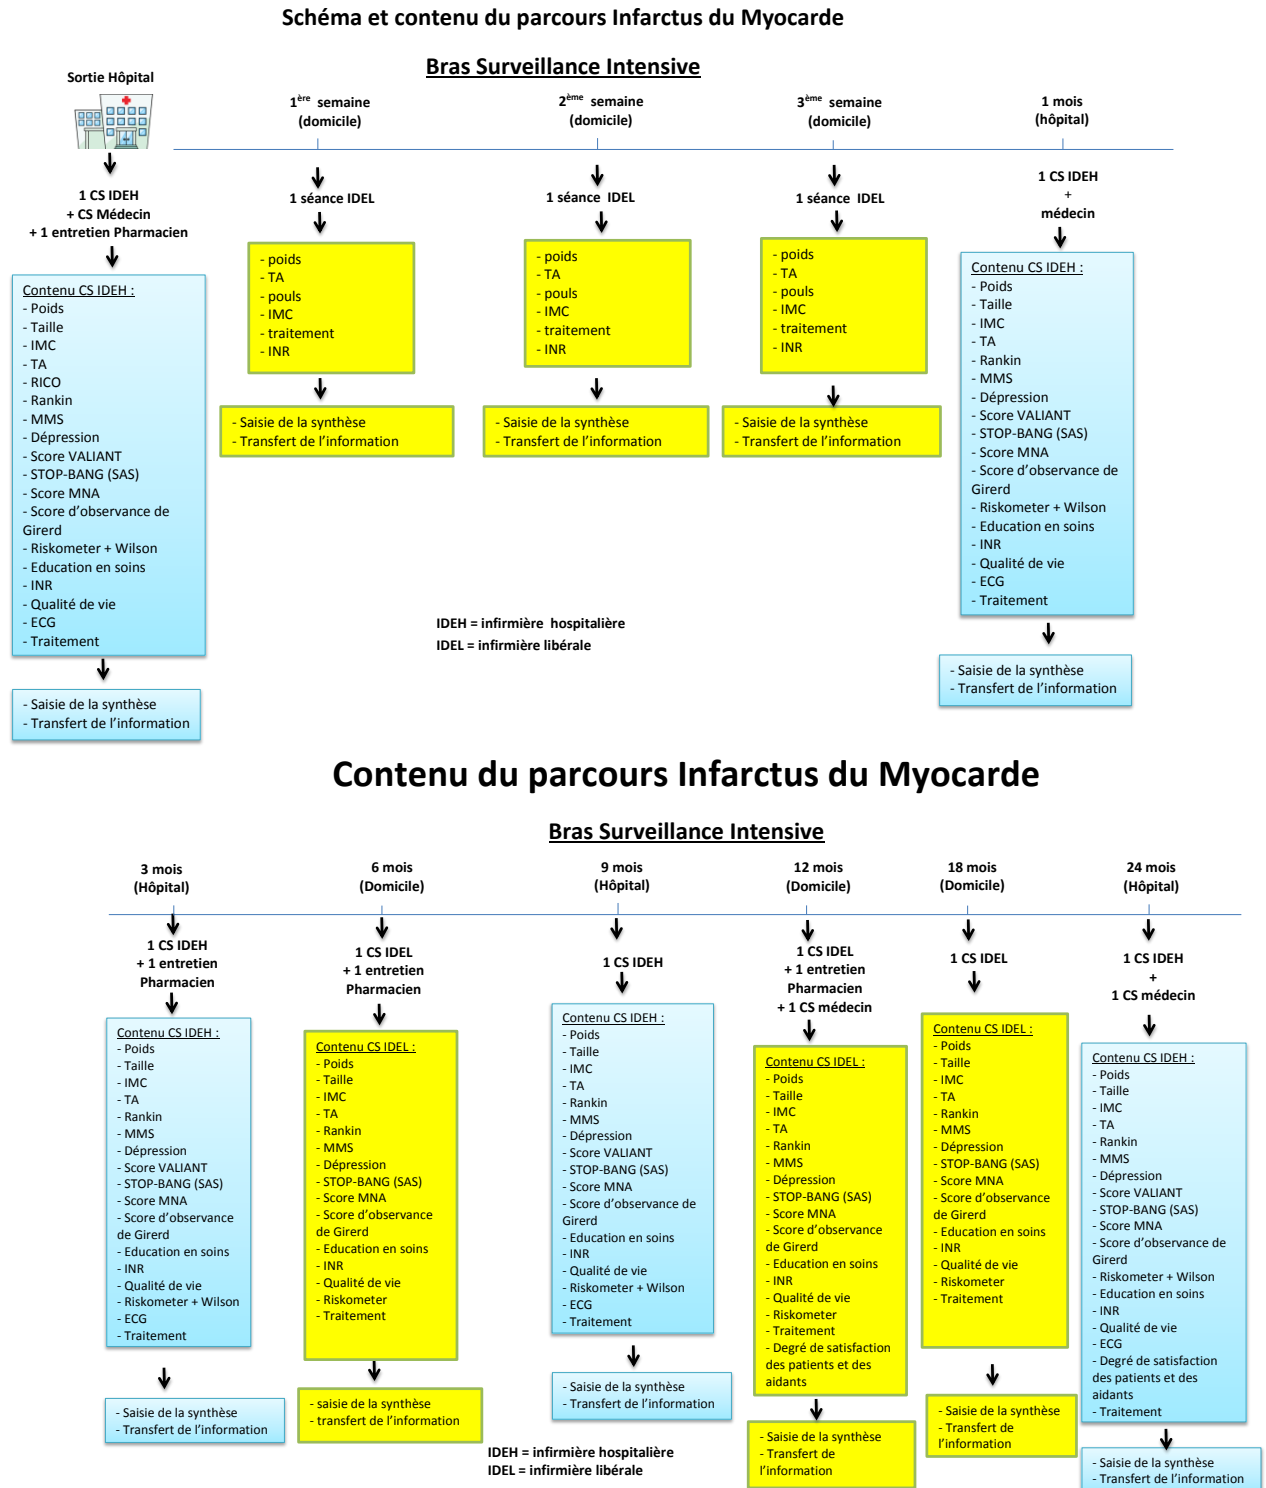 Schéma et contenu du parcours Infarctus du Myocarde
Bras Surveillance Intensive
Sortie Hôpital
1ère semaine
(domicile)
2ème semaine
(domicile)
3ème semaine
(domicile)
1 mois
(hôpital)
1 CS IDEH
+ CS Médecin
+ 1 entretien Pharmacien
1 séance IDEL
1 séance IDEL
1 séance IDEL
1 CS IDEH
+
médecin
Contenu CS IDEH :
- Poids
- Taille
- IMC
- TA
- RICO
- Rankin
- MMS
- Dépression
- Score VALIANT
- STOP-BANG (SAS)
- Score MNA
- Score d'observance de
Girerd
- Riskometer + Wilson
- Education en soins
- INR
- Qualité de vie
- ECG
- Traitement
- Saisie de la synthèse
- Transfert de l'information
- poids
- TA
- pouls
- IMC
- traitement
- INR
- Saisie de la synthèse
- Transfert de l'information
- poids
- TA
- pouls
- IMC
- traitement
- INR
- Saisie de la synthèse
- Transfert de l'information
- poids
- TA
- pouls
- IMC
- traitement
- INR
- Saisie de la synthèse
- Transfert de l'information
Contenu CS IDEH :
- Poids
- Taille
- IMC
- TA
- Rankin
- MMS
- Dépression
- Score VALIANT
- STOP-BANG (SAS)
- Score MNA
- Score d'observance de
Girerd
- Riskometer + Wilson
- Education en soins
- INR
- Qualité de vie
- ECG
- Traitement
- Saisie de la synthèse
- Transfert de l'information
IDEH = infirmière hospitalière
IDEL = infirmière libérale
Contenu du parcours Infarctus du Myocarde
Bras Surveillance Intensive
3 mois
(Hôpital)
6 mois
(Domicile)
9 mois
(Hôpital)
12 mois
(Domicile)
18 mois
(Domicile)
24 mois
(Hôpital)
1 CS IDEH
+ 1 entretien
Pharmacien
1 CS IDEL
+ 1 entretien
Pharmacien
1 CS IDEH
1 CS IDEL
+ 1 entretien
Pharmacien
+ 1 CS médecin
1 CS IDEL
1 CS IDEH
+
1 CS médecin
Contenu CS IDEH :
- Poids
- Taille
- IMC
- TA
- Rankin
- MMS
- Dépression
- Score VALIANT
- STOP-BANG (SAS)
- Score MNA
- Score d'observance
de Girerd
- Education en soins
- INR
- Qualité de vie
- Riskometer + Wilson
- ECG
- Traitement
- Saisie de la synthèse
- Transfert de l'information
Contenu CS IDEL :
- Poids
- Taille
- IMC
- TA
- Rankin
- MMS
- Dépression
- STOP-BANG (SAS)
- Score MNA
- Score d'observance
de Girerd
- Education en soins
- INR
- Qualité de vie
- Riskometer
- Traitement
- saisie de la synthèse
- transfert de l'information
Contenu CS IDEH :
- Poids
- Taille
- IMC
- TA
- Rankin
- MMS
- Dépression
- Score VALIANT
- STOP-BANG (SAS)
- Score MNA
- Score d'observance de
Girerd
- Education en soins
- INR
- Qualité de vie
- Riskometer + Wilson
- ECG
- Traitement
- Saisie de la synthèse
- Transfert de l'information
Contenu CS IDEL :
- Poids
- Taille
- IMC
- TA
- Rankin
- MMS
- Dépression
- STOP-BANG (SAS)
- Score MNA
- Score d'observance
de Girerd
- Education en soins
- INR
- Qualité de vie
- Riskometer
- Traitement
- Degré de satisfaction
des patients et des
aidants
- Saisie de la synthèse
- Transfert de
l'information
Contenu CS IDEL :
- Poids
- Taille
- IMC
- TA
- Rankin
- MMS
- Dépression
- STOP-BANG (SAS)
- Score MNA
- Score d'observance
de Girerd
- Education en soins
- INR
- Qualité de vie
- Riskometer
- Traitement
- Saisie de la synthèse
- Transfert de
l'information
Contenu CS IDEH :
- Poids
- Taille
- IMC
- TA
- Rankin
- MMS
- Dépression
- Score VALIANT
- STOP-BANG (SAS)
- Score MNA
- Score d'observance de
Girerd
- Riskometer + Wilson
- Education en soins
- INR
- Qualité de vie
- ECG
- Degré de satisfaction
des patients et des
aidants
- Traitement
- Saisie de la synthèse
- Transfert de l'information
IDEH = infirmière hospitalière
IDEL = infirmière libérale